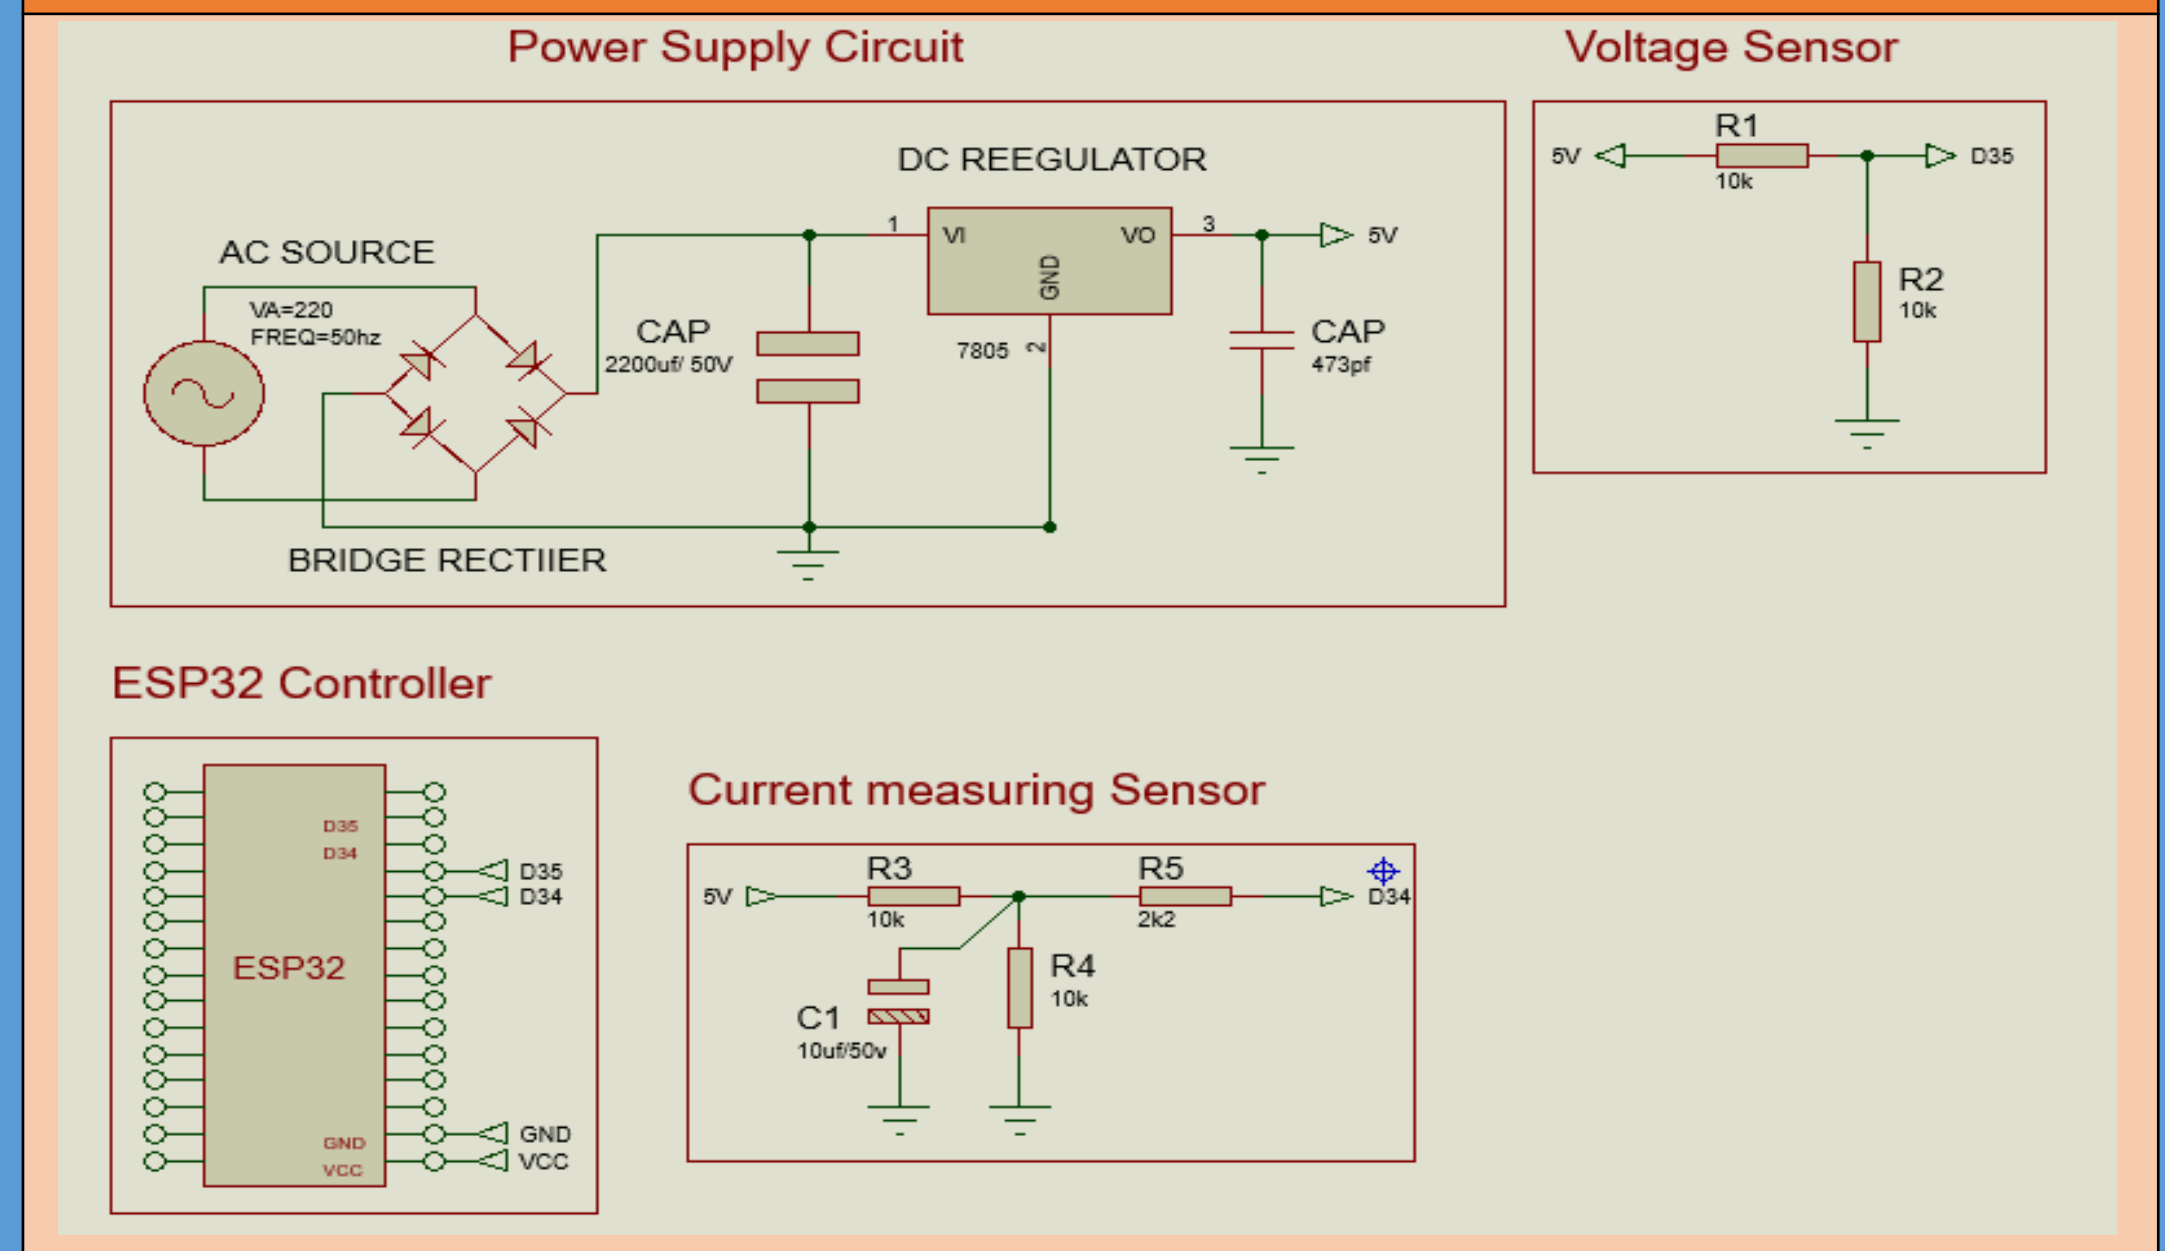 Power Supply Circuit
AC SOURCE
VA=220
FREQ=50hz
BRIDGE RECTIIER
CAP
2200uf/ 50V
DC REEGULATOR
1
VI
VO
3
GND
7805
2
5V
CAP
473pf
Voltage Sensor
5V
R1
10k
D35
R2
10k
ESP32 Controller
D35
D34
ESP32
GND
VCC
D35
D34
GND
VCC
Current measuring Sensor
5V
R3
10k
R5
2k2
D34
C1
10uf/50v
R4
10k